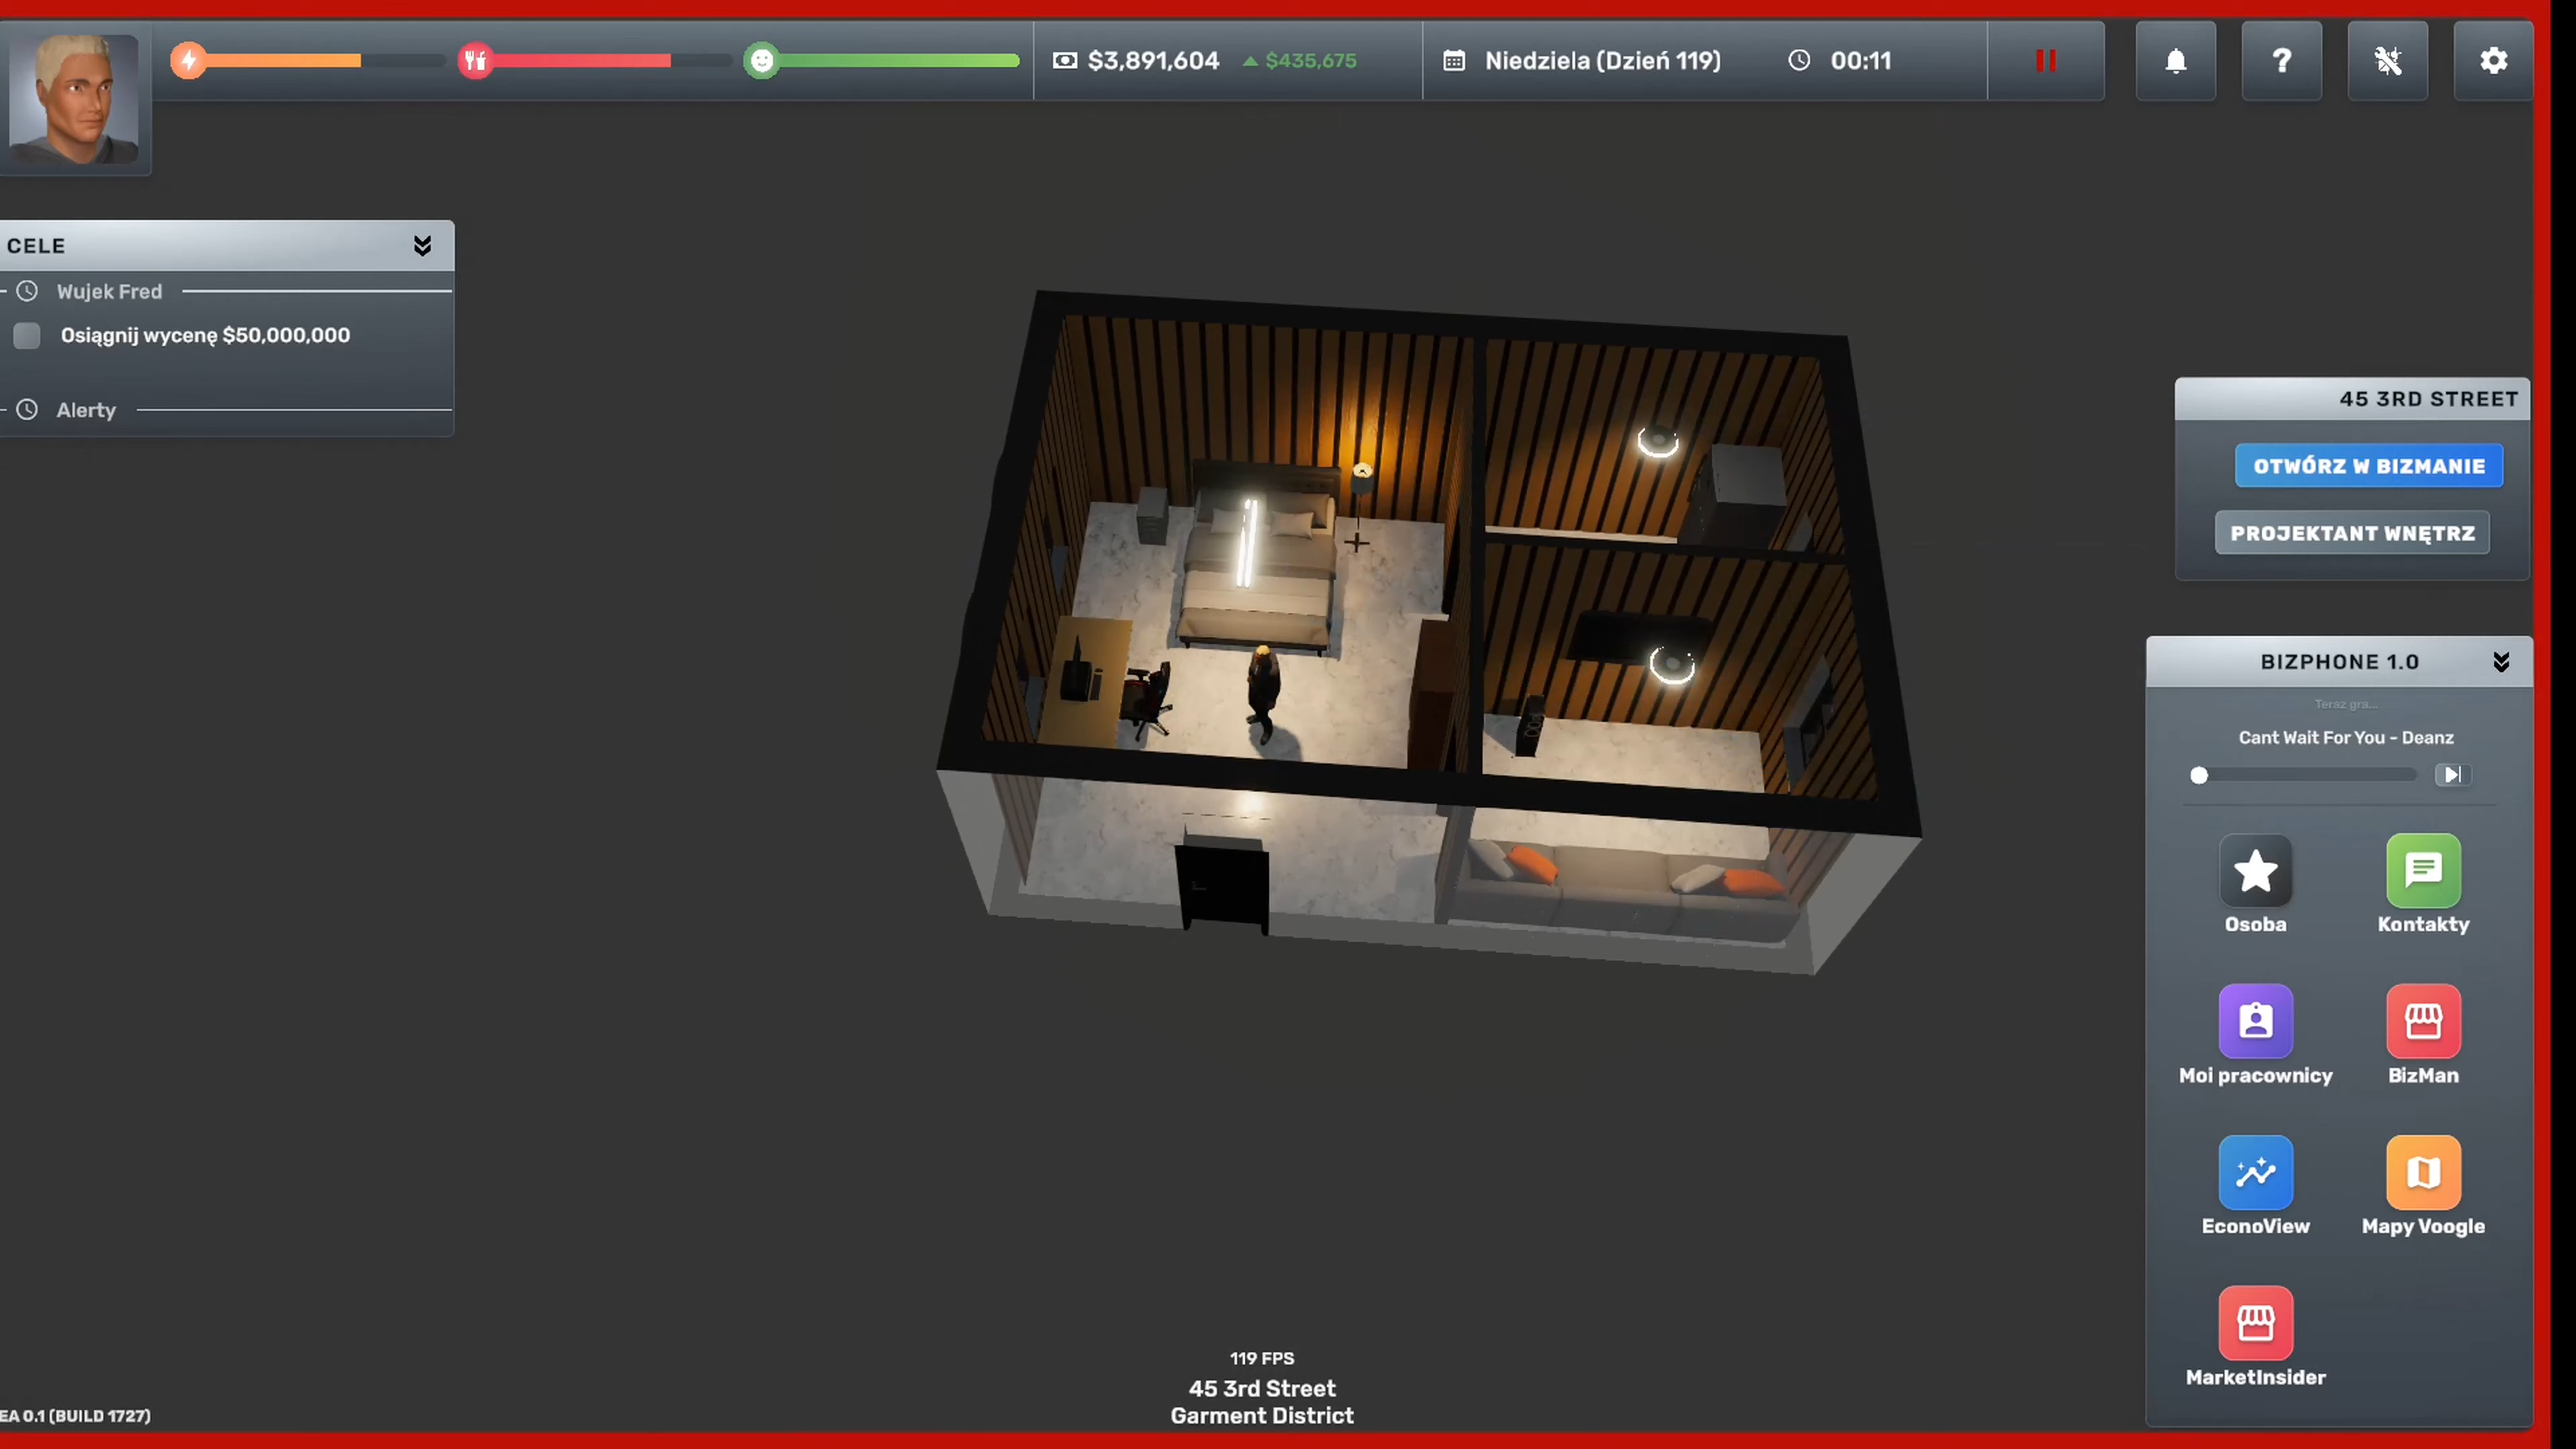 $3,891,604
$435,675
Niedziela (Dzień 119)
00:11
?
CELE
Wujek Fred
Osiągnij wycenę $50,000,000
Alerty
45 3RD STREET
OTWÓRZ W BIZMANIE
PROJEKTANT WNĘTRZ
BIZPHONE 1.0
Teraz gra...
Cant Wait For You - Deanz
Osoba
Kontakty
Moi pracownicy
BizMan
EconoView
Mapy Voogle
MarketInsider
119 FPS
45 3rd Street
Garment District
EA 0.1 (BUILD 1727)